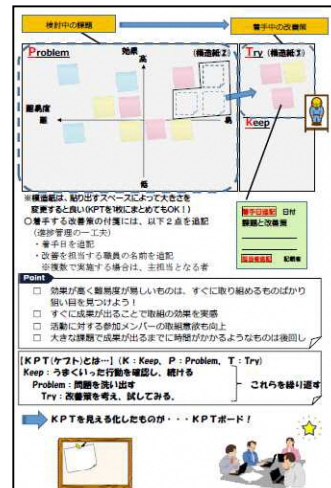 検討中の課題
着手中の改善策
Problem
効果
高
(模造紙②)
Try (模造紙①)
難易度
難
易
Keep
低
※模造紙は、貼り出すスペースによって大きさを
変更すると良い(KPTを1枚にまとめてもOK!)
〇着手する改善策の付箋には、以下2点を追記
(進捗管理の一工夫)
・着手日を追記
・改善を担当する職員の名前を追記
※複数で実施する場合は、主担当となる者
着手日追記 日付
課題と改善策
担当者追記 記載者
Point
□ 効果が高く難易度が易しいものは、すぐに取り組めるものばかり
狙い目を見つけよう!
□ すぐに成果が出ることで取組の効果を実感
□ 活動に対する参加メンバーの取組意欲も向上
□ 大きな課題で成果が出るまでに時間がかかるようなものは後回し
【KPT(ケプト)とは…】(K:Keep、P:Problem、T:Try)
Keep:うまくいった行動を確認し、続ける
Problem:問題を洗い出す
これらを繰り返す
Try:改善策を考え、試してみる。
KPTを見える化したものが・・・KPTボード!